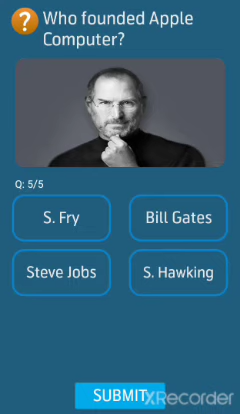 Who founded Apple
Computer?
Q: 5/5
S. Fry
Bill Gates
Steve Jobs
S. Hawking
SUBMIT
XRecorder